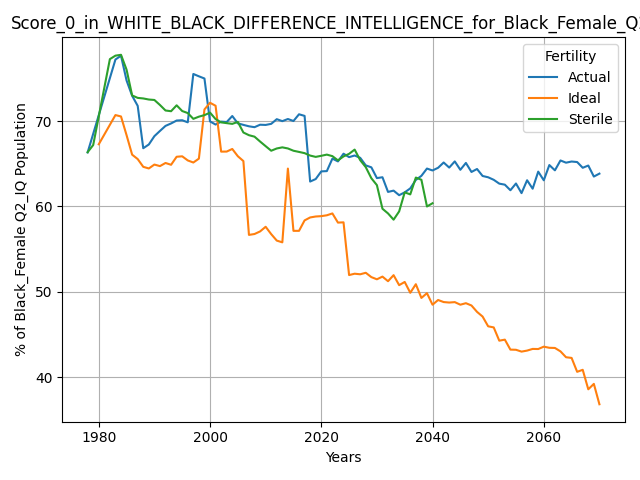 Score_0_in_WHITE_BLACK_DIFFERENCE_INTELLIGENCE_for_Black_Female_Q
% of Black_Female Q2_IQ Population
Fertility
Actual
Ideal
Sterile
70
60
50
40
1980
2000
2020
2040
2060
Years